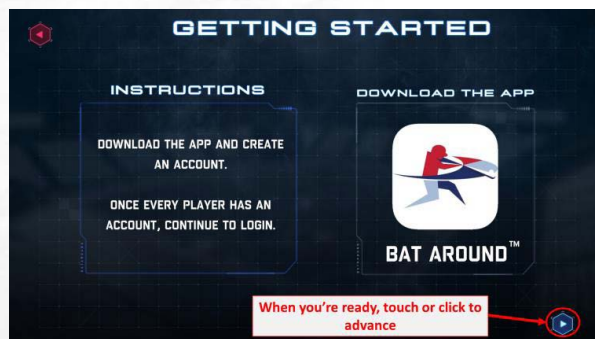 GETTING STARTED
INSTRUCTIONS
DOWNLOAD THE APP AND CREATE
AN ACCOUNT.
ONCE EVERY PLAYER HAS AN
ACCOUNT, CONTINUE TO LOGIN.
DOWNLOAD THE APP
BAT AROUND™
When you're ready, touch or click to
advance